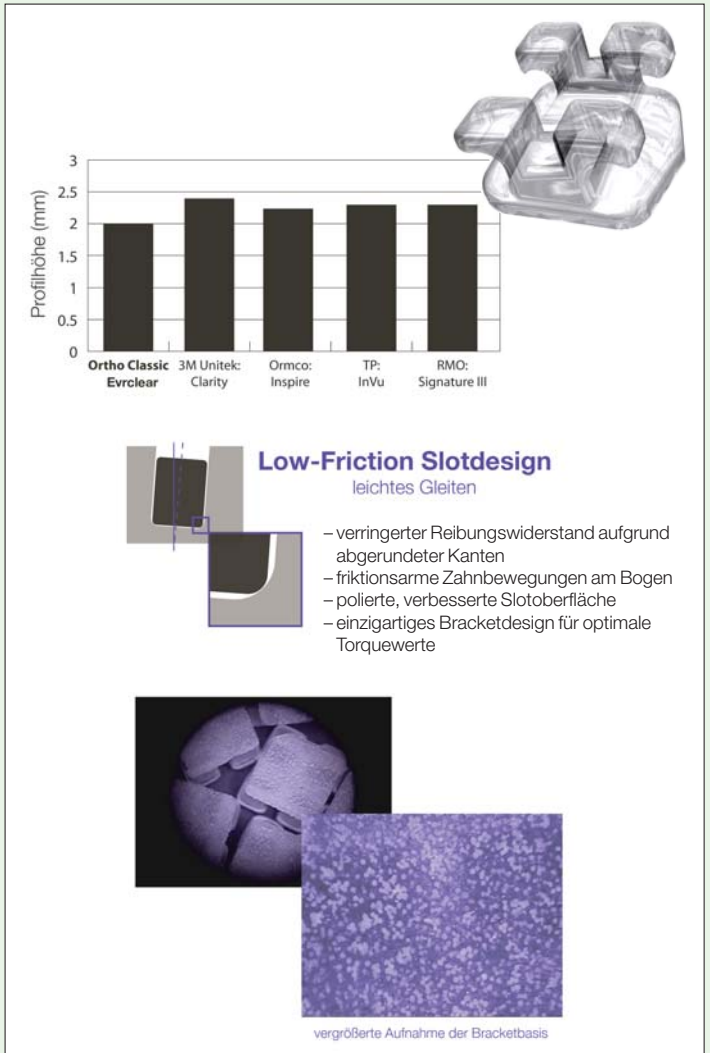 3
2.5
2
1.5
1
0.5
0
Profilhöhe (mm)
Ortho Classic
Evrclear
3M Unitek:
Clarity
Ormco:
Inspire
TP:
InVu
RMO:
Signature III
Low-Friction Slotdesign
leichtes Gleiten
– verringerter Reibungswiderstand aufgrund
abgerundeter Kanten
– friktionsarme Zahnbewegungen am Bogen
– polierte, verbesserte Slotoberfläche
– einzigartiges Bracketdesign für optimale
Torquewerte
vergrößerte Aufnahme der Bracketbasis